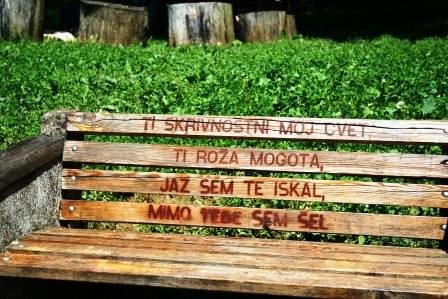 TI SKRIVNOSTNI MOJ CVET,
TI ROŽA MOGOTA,
JAZ SEM TE ISKAL,
MIMO TEBE SEM ŠEL